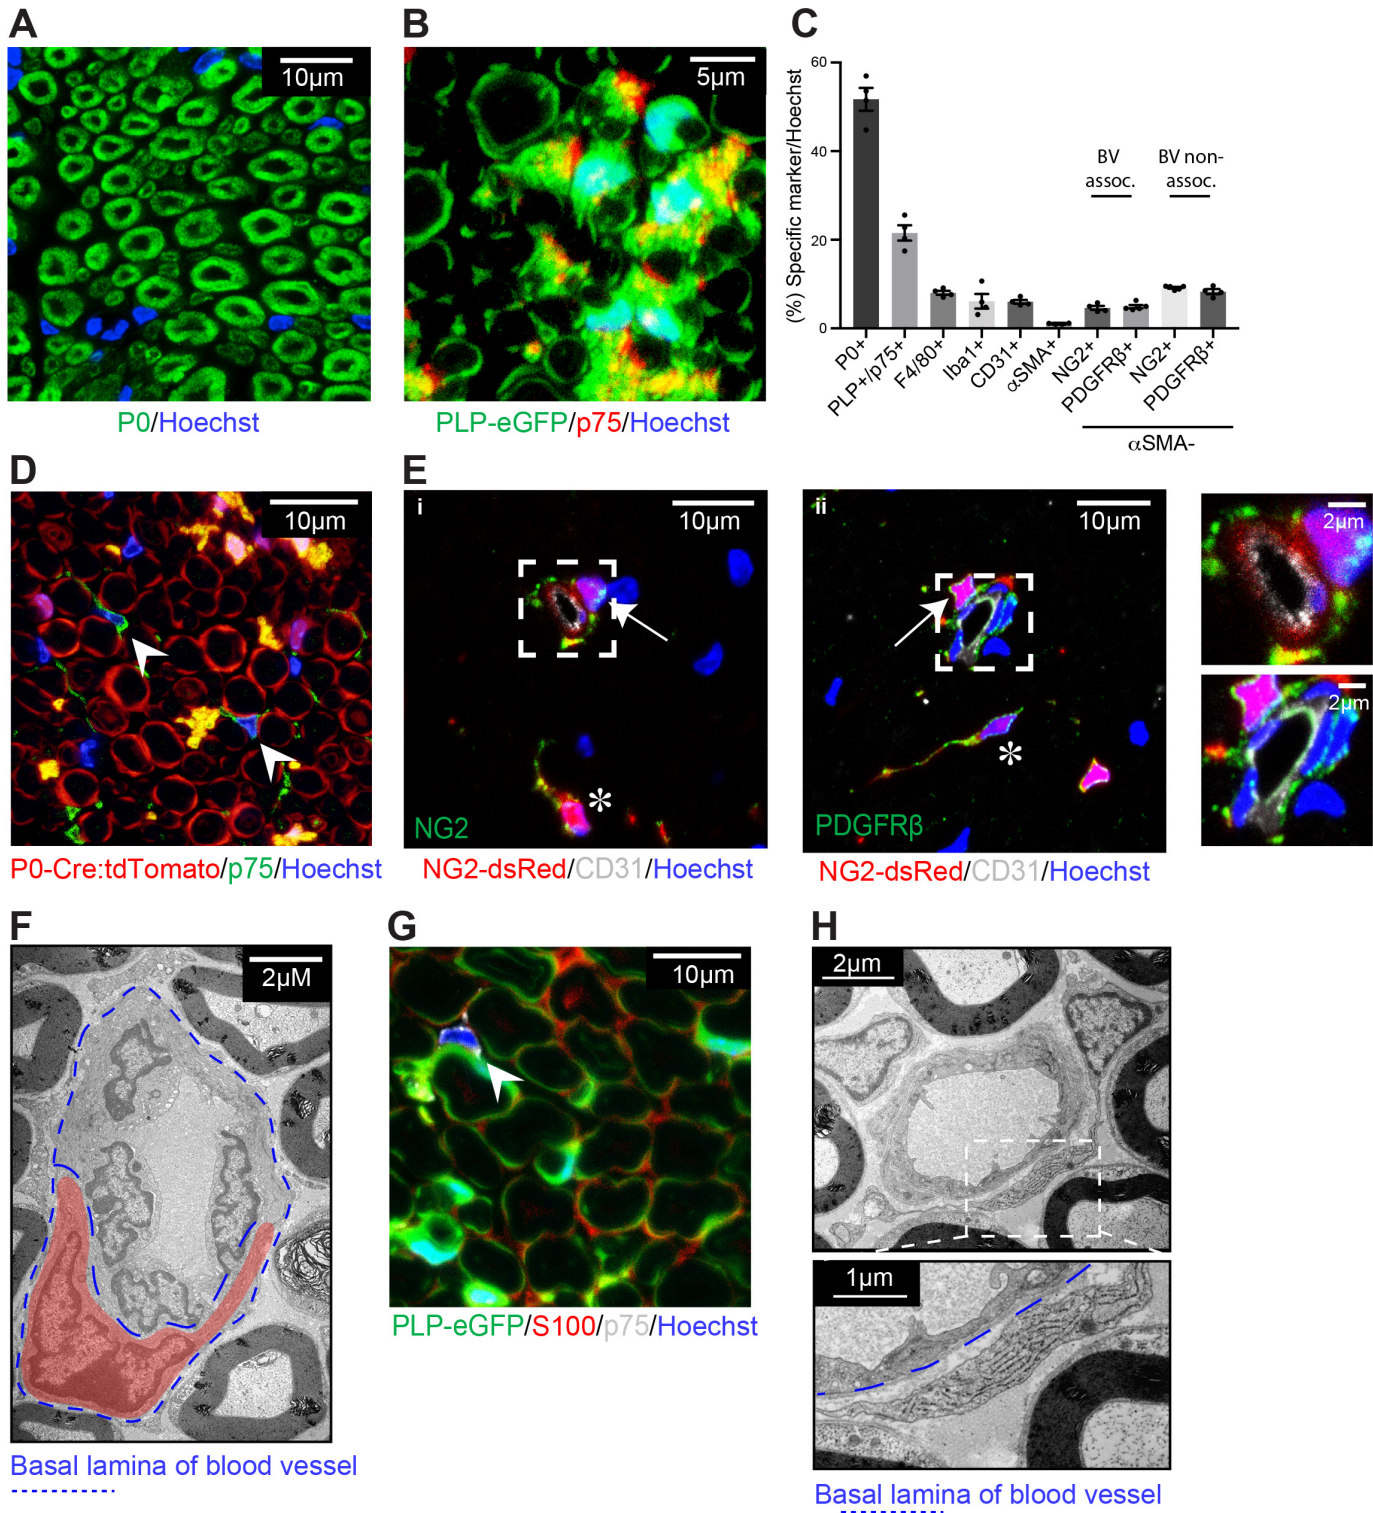 A
10µm
P0/Hoechst
B
5µm
PLP-eGFP/p75/Hoechst
C
(%) Specific marker/Hoechst
60
40
20
0
BV
assoc.
BV non-
assoc.
P0+
PLP+/p75+
F4/80+
Iba1+
CD31+
αSMA+
NG2+
PDGFRβ+
NG2+
PDGFRβ+
αSMA-
D
10µm
P0-Cre:tdTomato/p75/Hoechst
E
i
10µm
*
NG2
NG2-dsRed/CD31/Hoechst
ii
10µm
*
PDGFRβ
NG2-dsRed/CD31/Hoechst
2µm
2µm
F
2µM
Basal lamina of blood vessel
G
10µm
PLP-eGFP/S100/p75/Hoechst
H
2µm
1µm
Basal lamina of blood vessel